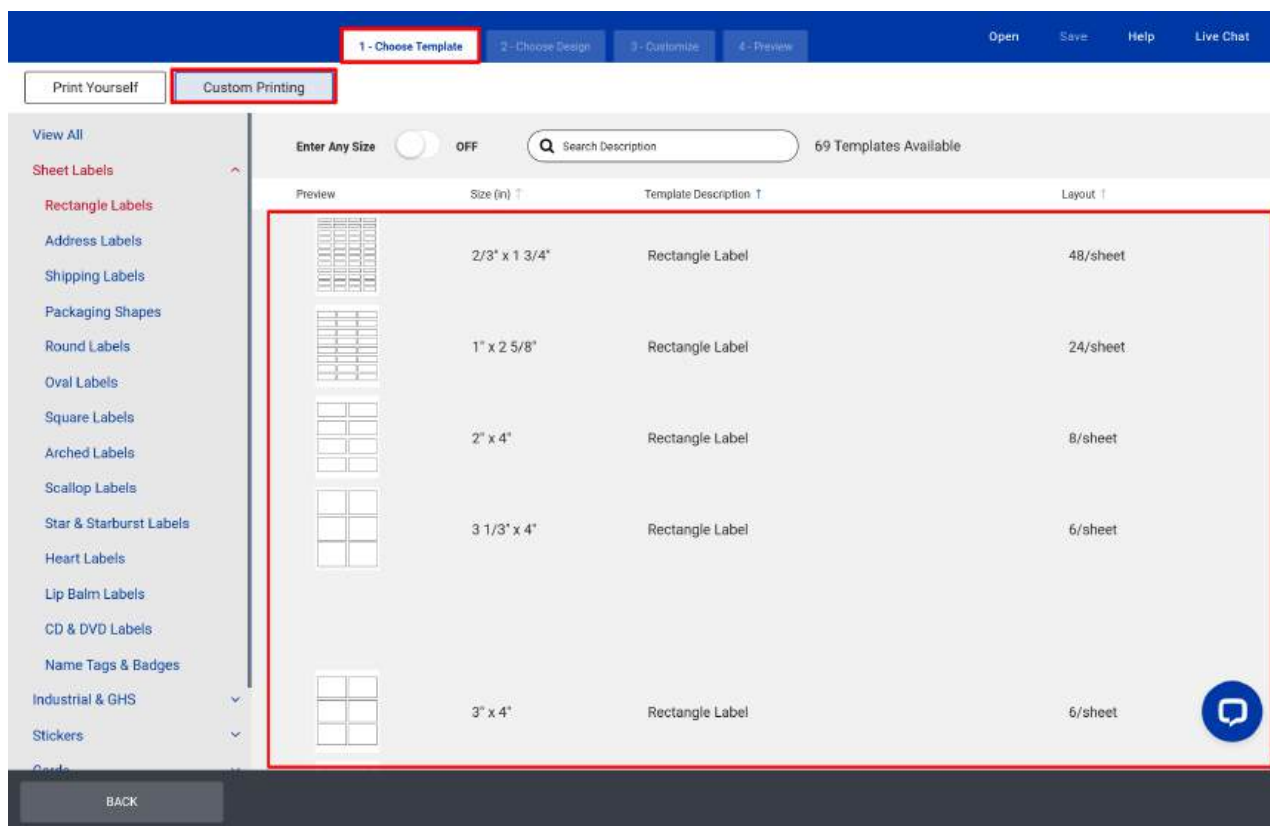 1 - Choose Template
2 - Choose Design
3 - Customize
4 - Preview
Open
Save
Help
Live Chat
Print Yourself
Custom Printing
View All
Sheet Labels
Rectangle Labels
Address Labels
Shipping Labels
Packaging Shapes
Round Labels
Oval Labels
Square Labels
Arched Labels
Scallop Labels
Star & Starburst Labels
Heart Labels
Lip Balm Labels
CD & DVD Labels
Name Tags & Badges
Industrial & GHS
Stickers
Cards
Enter Any Size
OFF
Search Description
69 Templates Available
Preview
Size (in) ↑
Template Description ↑
Layout ↑
2/3" x 1 3/4"
Rectangle Label
48/sheet
1" x 2 5/8"
Rectangle Label
24/sheet
2" x 4"
Rectangle Label
8/sheet
3 1/3" x 4"
Rectangle Label
6/sheet
3" x 4"
Rectangle Label
6/sheet
BACK